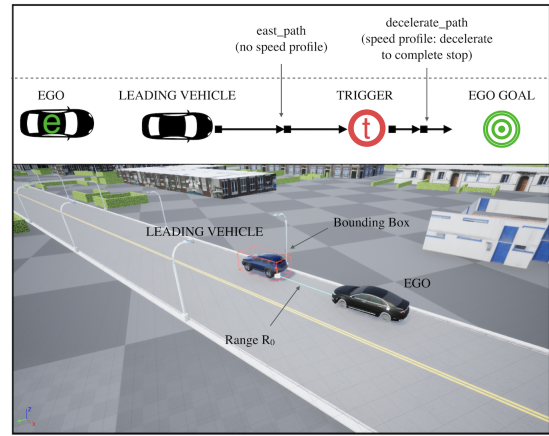 east_path
(no speed profile)
decelerate_path
(speed profile: decelerate
to complete stop)
EGO
LEADING VEHICLE
TRIGGER
EGO GOAL
e
t
LEADING VEHICLE
Bounding Box
EGO
Range R₀